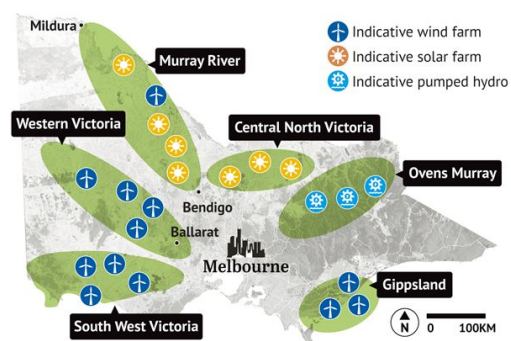 Mildura
Indicative wind farm
Indicative solar farm
Indicative pumped hydro
Murray River
Western Victoria
Central North Victoria
Ovens Murray
Bendigo
Ballarat
Melbourne
Gippsland
South West Victoria
N
0 100KM